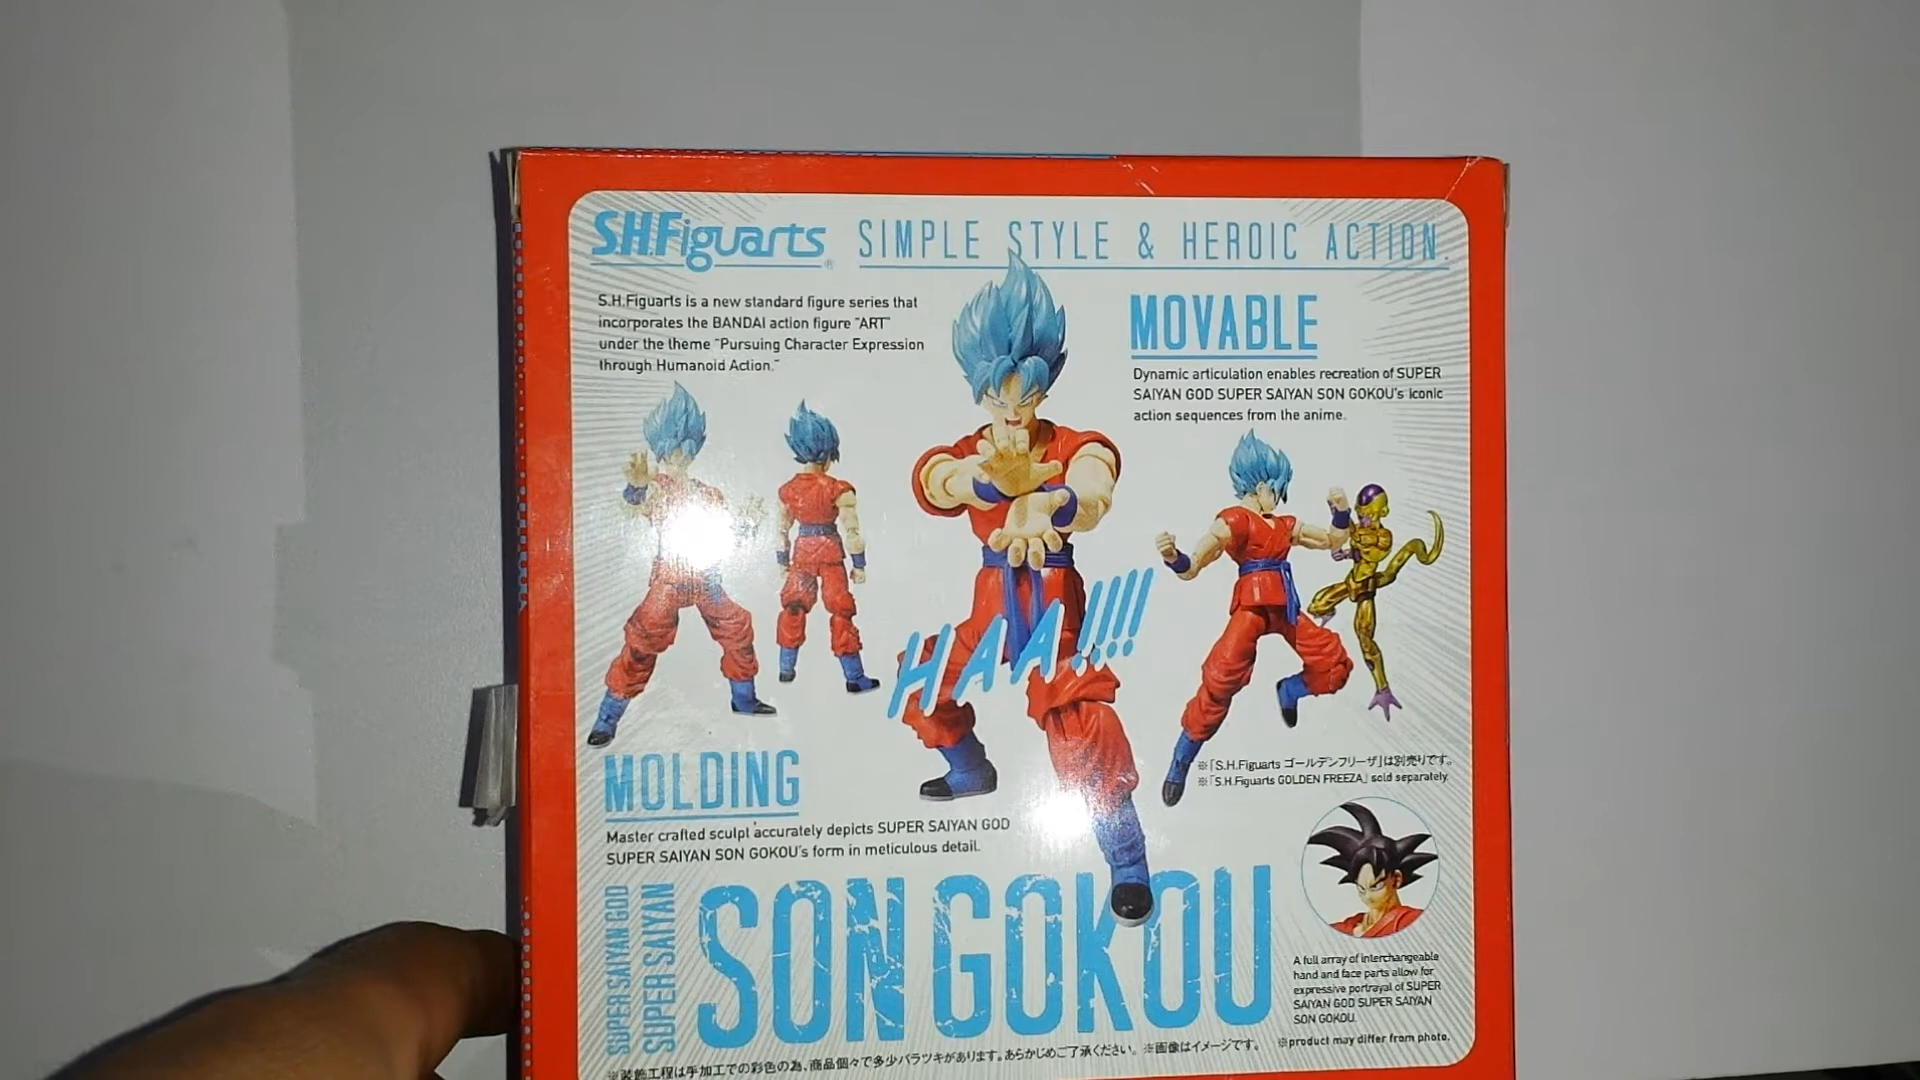 S.H.Figuarts® SIMPLE STYLE & HEROIC ACTION.
S.H.Figuarts is a new standard figure series that
incorporates the BANDAI action figure "ART"
under the theme "Pursuing Character Expression
through Humanoid Action."
MOVABLE
Dynamic articulation enables recreation of SUPER
SAIYAN GOD SUPER SAIYAN SON GOKOU's iconic
action sequences from the anime.
HAA!!!!
MOLDING
Master crafted sculpt accurately depicts SUPER SAIYAN GOD
SUPER SAIYAN SON GOKOU's form in meticulous detail.
※「S.H.Figuarts ゴールデンフリーザ」は別売りです。
※「S.H.Figuarts GOLDEN FREEZA」 sold separately.
SUPER SAIYAN GOD
SUPER SAIYAN
SON GOKOU
A full array of interchangeable
hand and face parts allow for
expressive portrayal of SUPER
SAIYAN GOD SUPER SAIYAN
SON GOKOU.
※装飾工程は手加工での彩色の為、商品個々で多少バラツキがあります。あらかじめご了承ください。 ※画像はイメージです。 ※product may differ from photo.